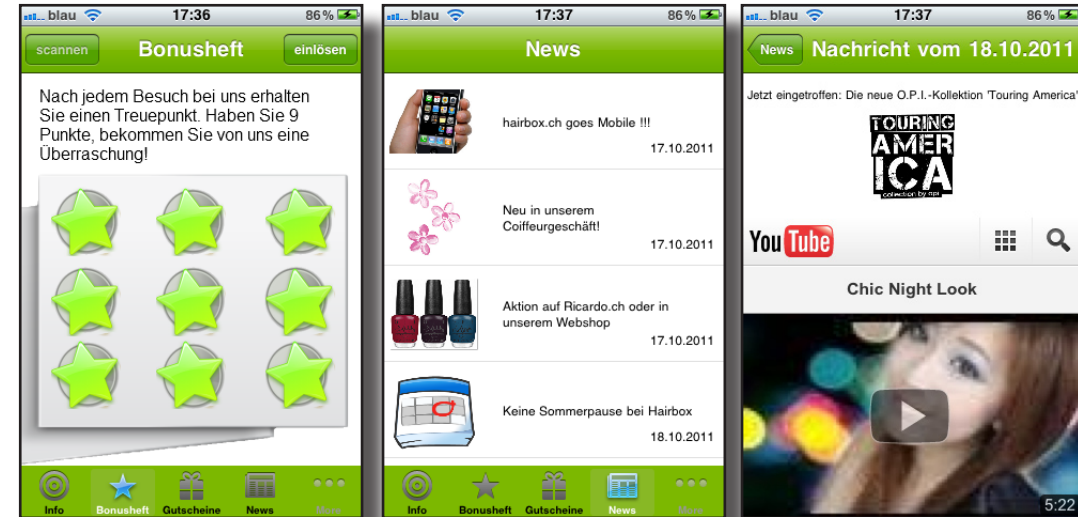 blau 17:36 86%
scannen Bonusheft einlösen
Nach jedem Besuch bei uns erhalten
Sie einen Treuepunkt. Haben Sie 9
Punkte, bekommen Sie von uns eine
Überraschung!
Info Bonusheft Gutscheine News More
blau 17:37 86%
News
hairbox.ch goes Mobile !!!
17.10.2011
Neu in unserem
Coiffeurgeschäft!
17.10.2011
Aktion auf Ricardo.ch oder in
unserem Webshop
17.10.2011
Keine Sommerpause bei Hairbox
18.10.2011
Info Bonusheft Gutscheine News More
blau 17:37 86%
News Nachricht vom 18.10.2011
Jetzt eingetroffen: Die neue O.P.I.-Kollektion 'Touring America'
TOURING
AMER
ICA
collection by opi
YouTube
Chic Night Look
5:22